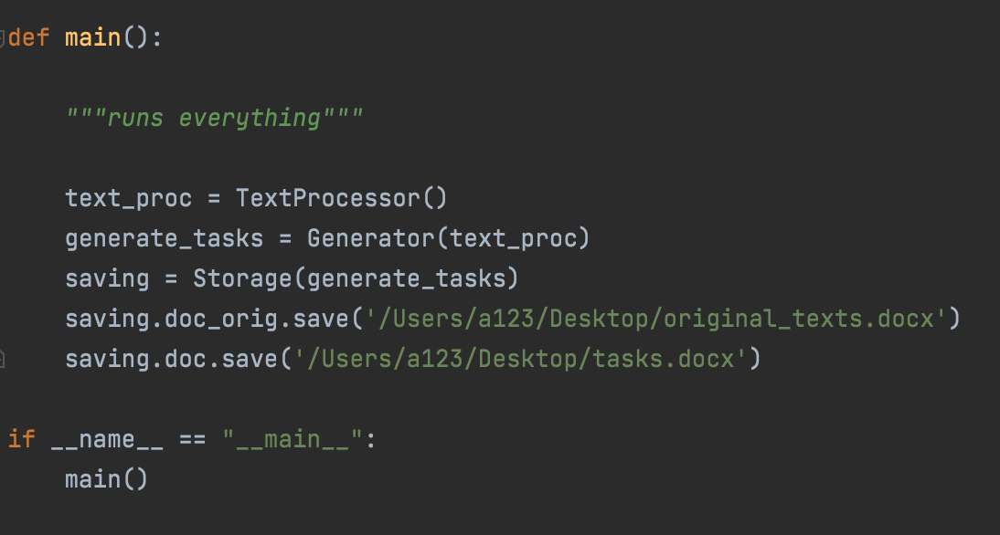 def main():
"""runs everything"""
text_proc = TextProcessor()
generate_tasks = Generator(text_proc)
saving = Storage(generate_tasks)
saving.doc_orig.save('/Users/a123/Desktop/original_texts.docx')
saving.doc.save('/Users/a123/Desktop/tasks.docx')
if __name__ == "__main__":
main()